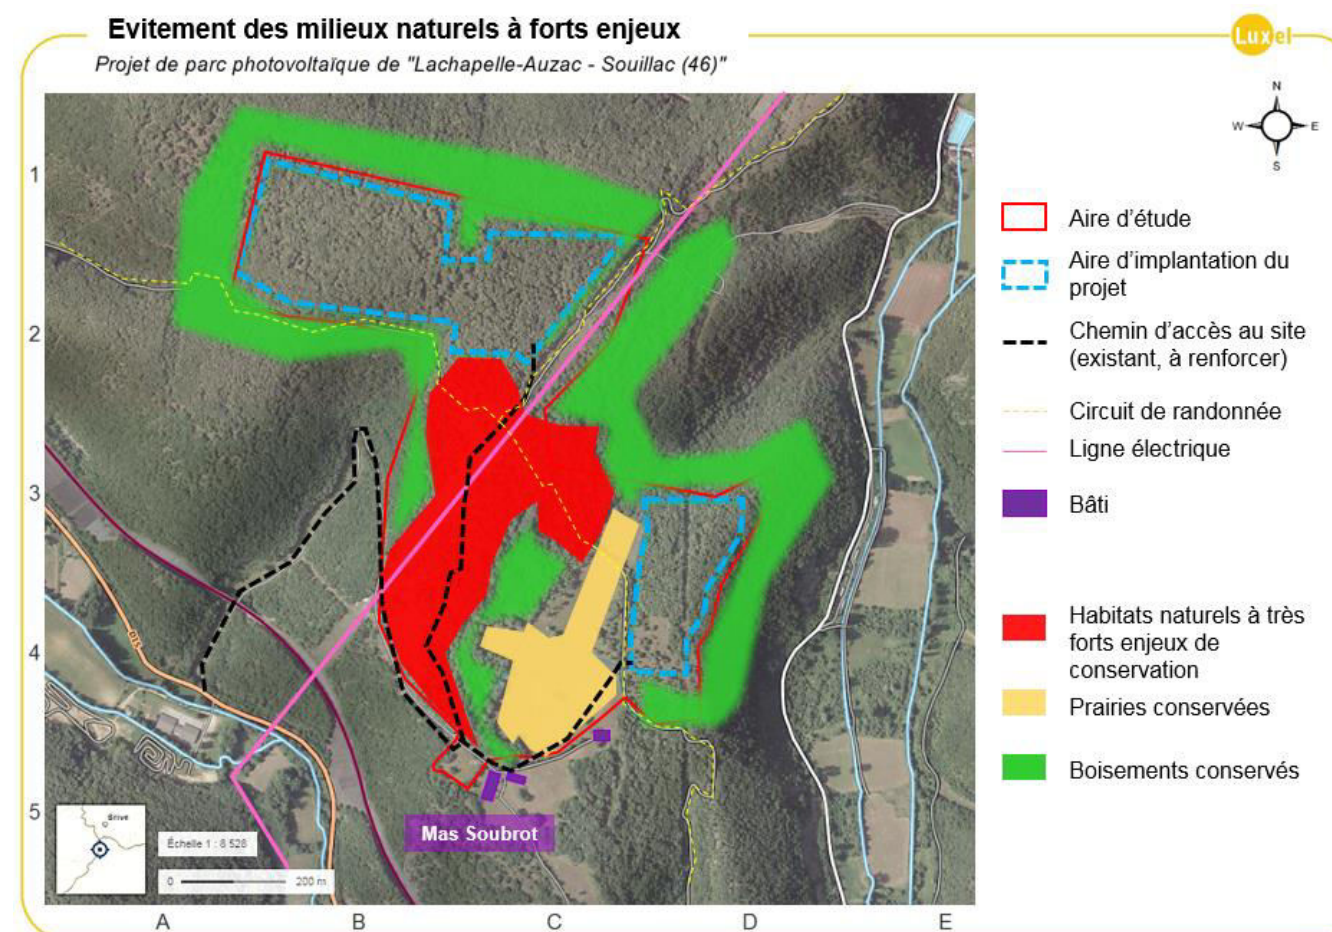 Evitement des milieux naturels à forts enjeux
Luxel
Projet de parc photovoltaïque de "Lachapelle-Auzac - Souillac (46)"
N
W E
S
1
2
3
4
5
Aire d'étude
Aire d'implantation du
projet
Chemin d'accès au site
(existant, à renforcer)
Circuit de randonnée
Ligne électrique
Bâti
Habitats naturels à très
forts enjeux de
conservation
Prairies conservées
Boisements conservés
D15
Mas Soubrot
Brive
Échelle 1 : 8 528
0 200 m
A B C D E